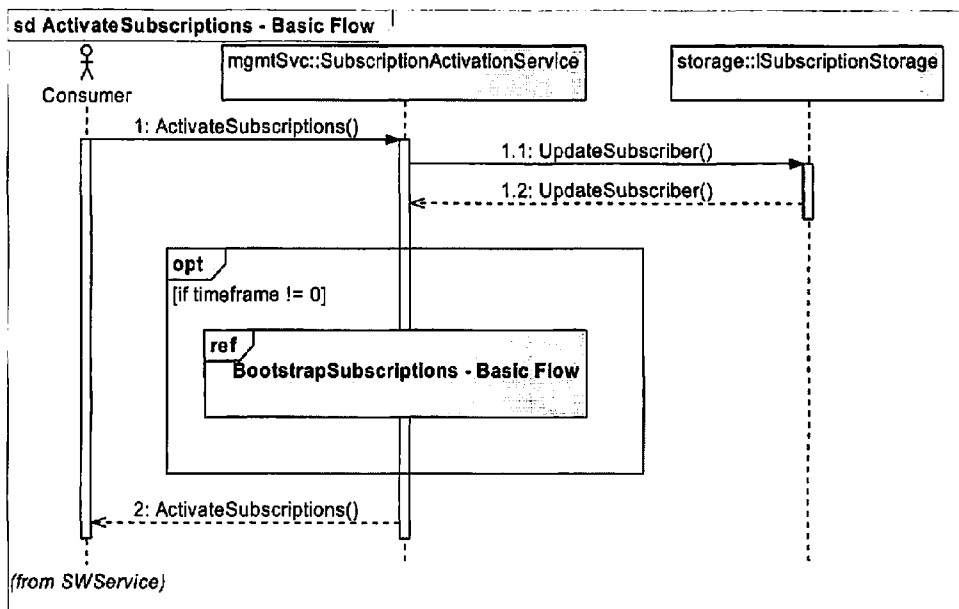 sd ActivateSubscriptions - Basic Flow
Consumer
mgmtSvc::SubscriptionActivationService
storage::ISubscriptionStorage
1: ActivateSubscriptions()
1.1: UpdateSubscriber()
1.2: UpdateSubscriber()
opt
[if timeframe != 0]
ref
BootstrapSubscriptions - Basic Flow
2: ActivateSubscriptions()
(from SWService)